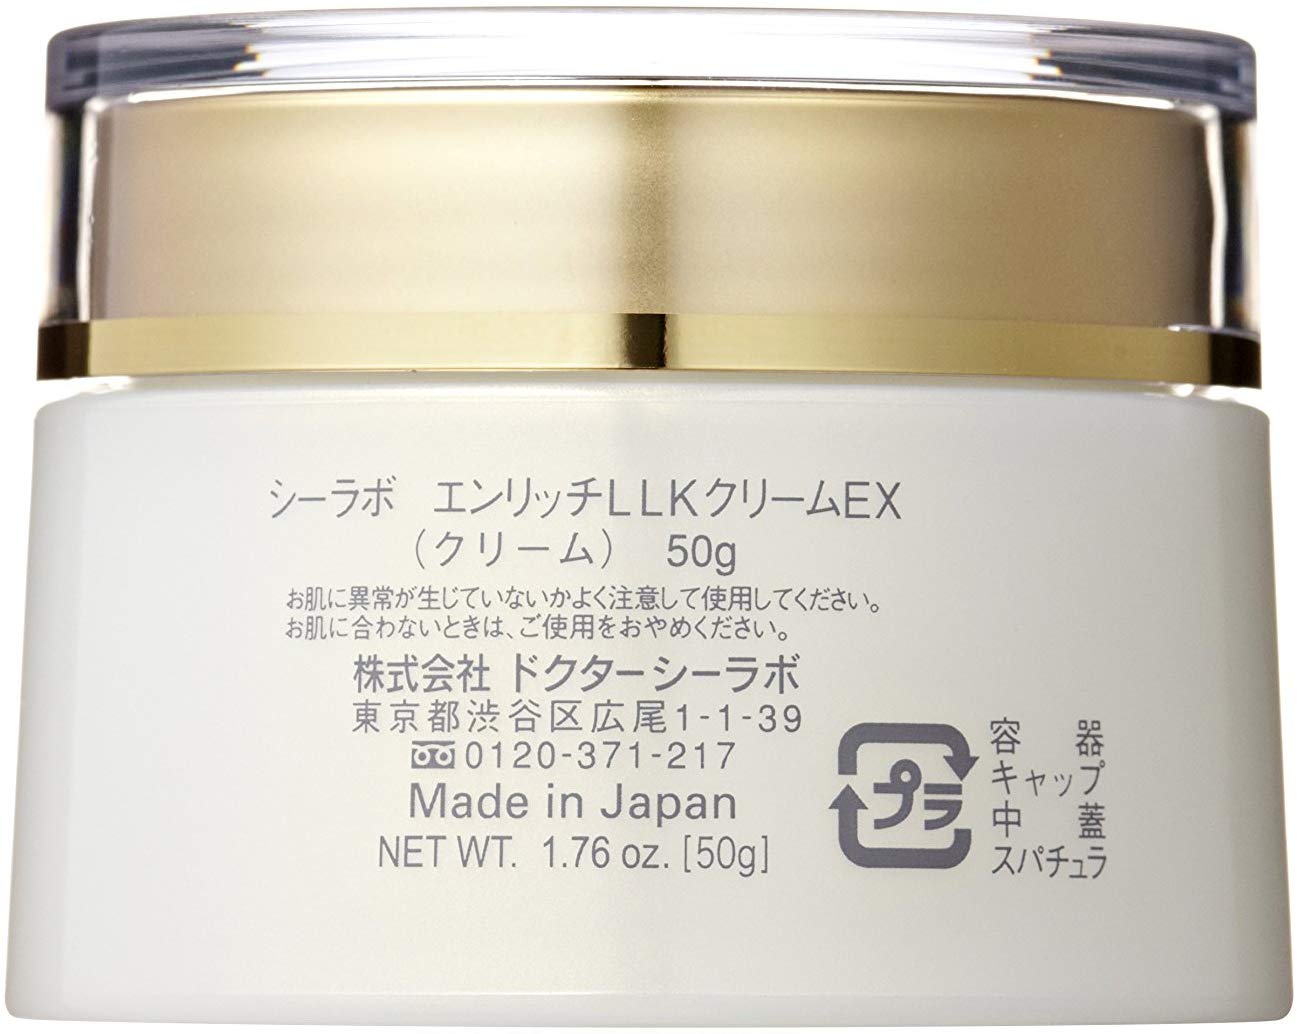 シーラボ　エンリッチLLKクリームEX
（クリーム）　50g
お肌に異常が生じていないかよく注意して使用してください。
お肌に合わないときは、ご使用をおやめください。
株式会社 ドクターシーラボ
東京都渋谷区広尾1-1-39
0120-371-217
Made in Japan
NET WT. 1.76 oz. [50g]
プラ
容器
キャップ
中蓋
スパチュラ